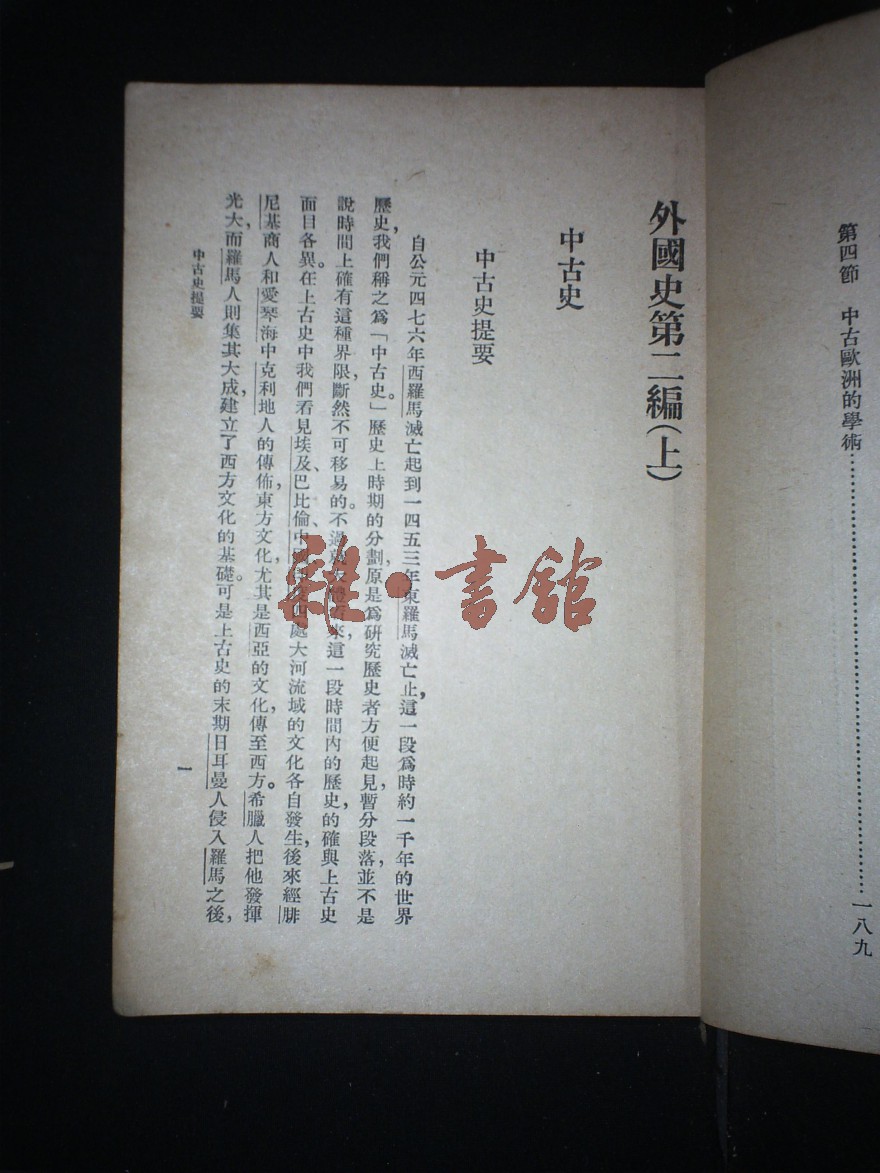 第四節　中古歐洲的學術……………………一八九
外國史第二編(上)
中古史
中古史提要
自公元四七六年西羅馬滅亡起到一四五三年東羅馬滅亡止,這一段爲時約一千年的世界
歷史,我們稱之爲「中古史」。歷史上時期的分劃,原是爲研究歷史者方便起見,暫分段落,並不是
說時間上確有這種界限,斷然不可移易的。不過來這一段時間內的歷史,的確與上古史
面目各異。在上古史中我們看見埃及、巴比倫、中處大河流域的文化各自發生,後來經腓
尼基商人和愛琴海中克利地人的傳佈,東方文化,尤其是西亞的文化,傳至西方。希臘人把他發揮
光大,而羅馬人則集其大成,建立了西方文化的基礎。可是上古史的末期,日耳曼人侵入羅馬之後,
中古史提要
一
雜·書館